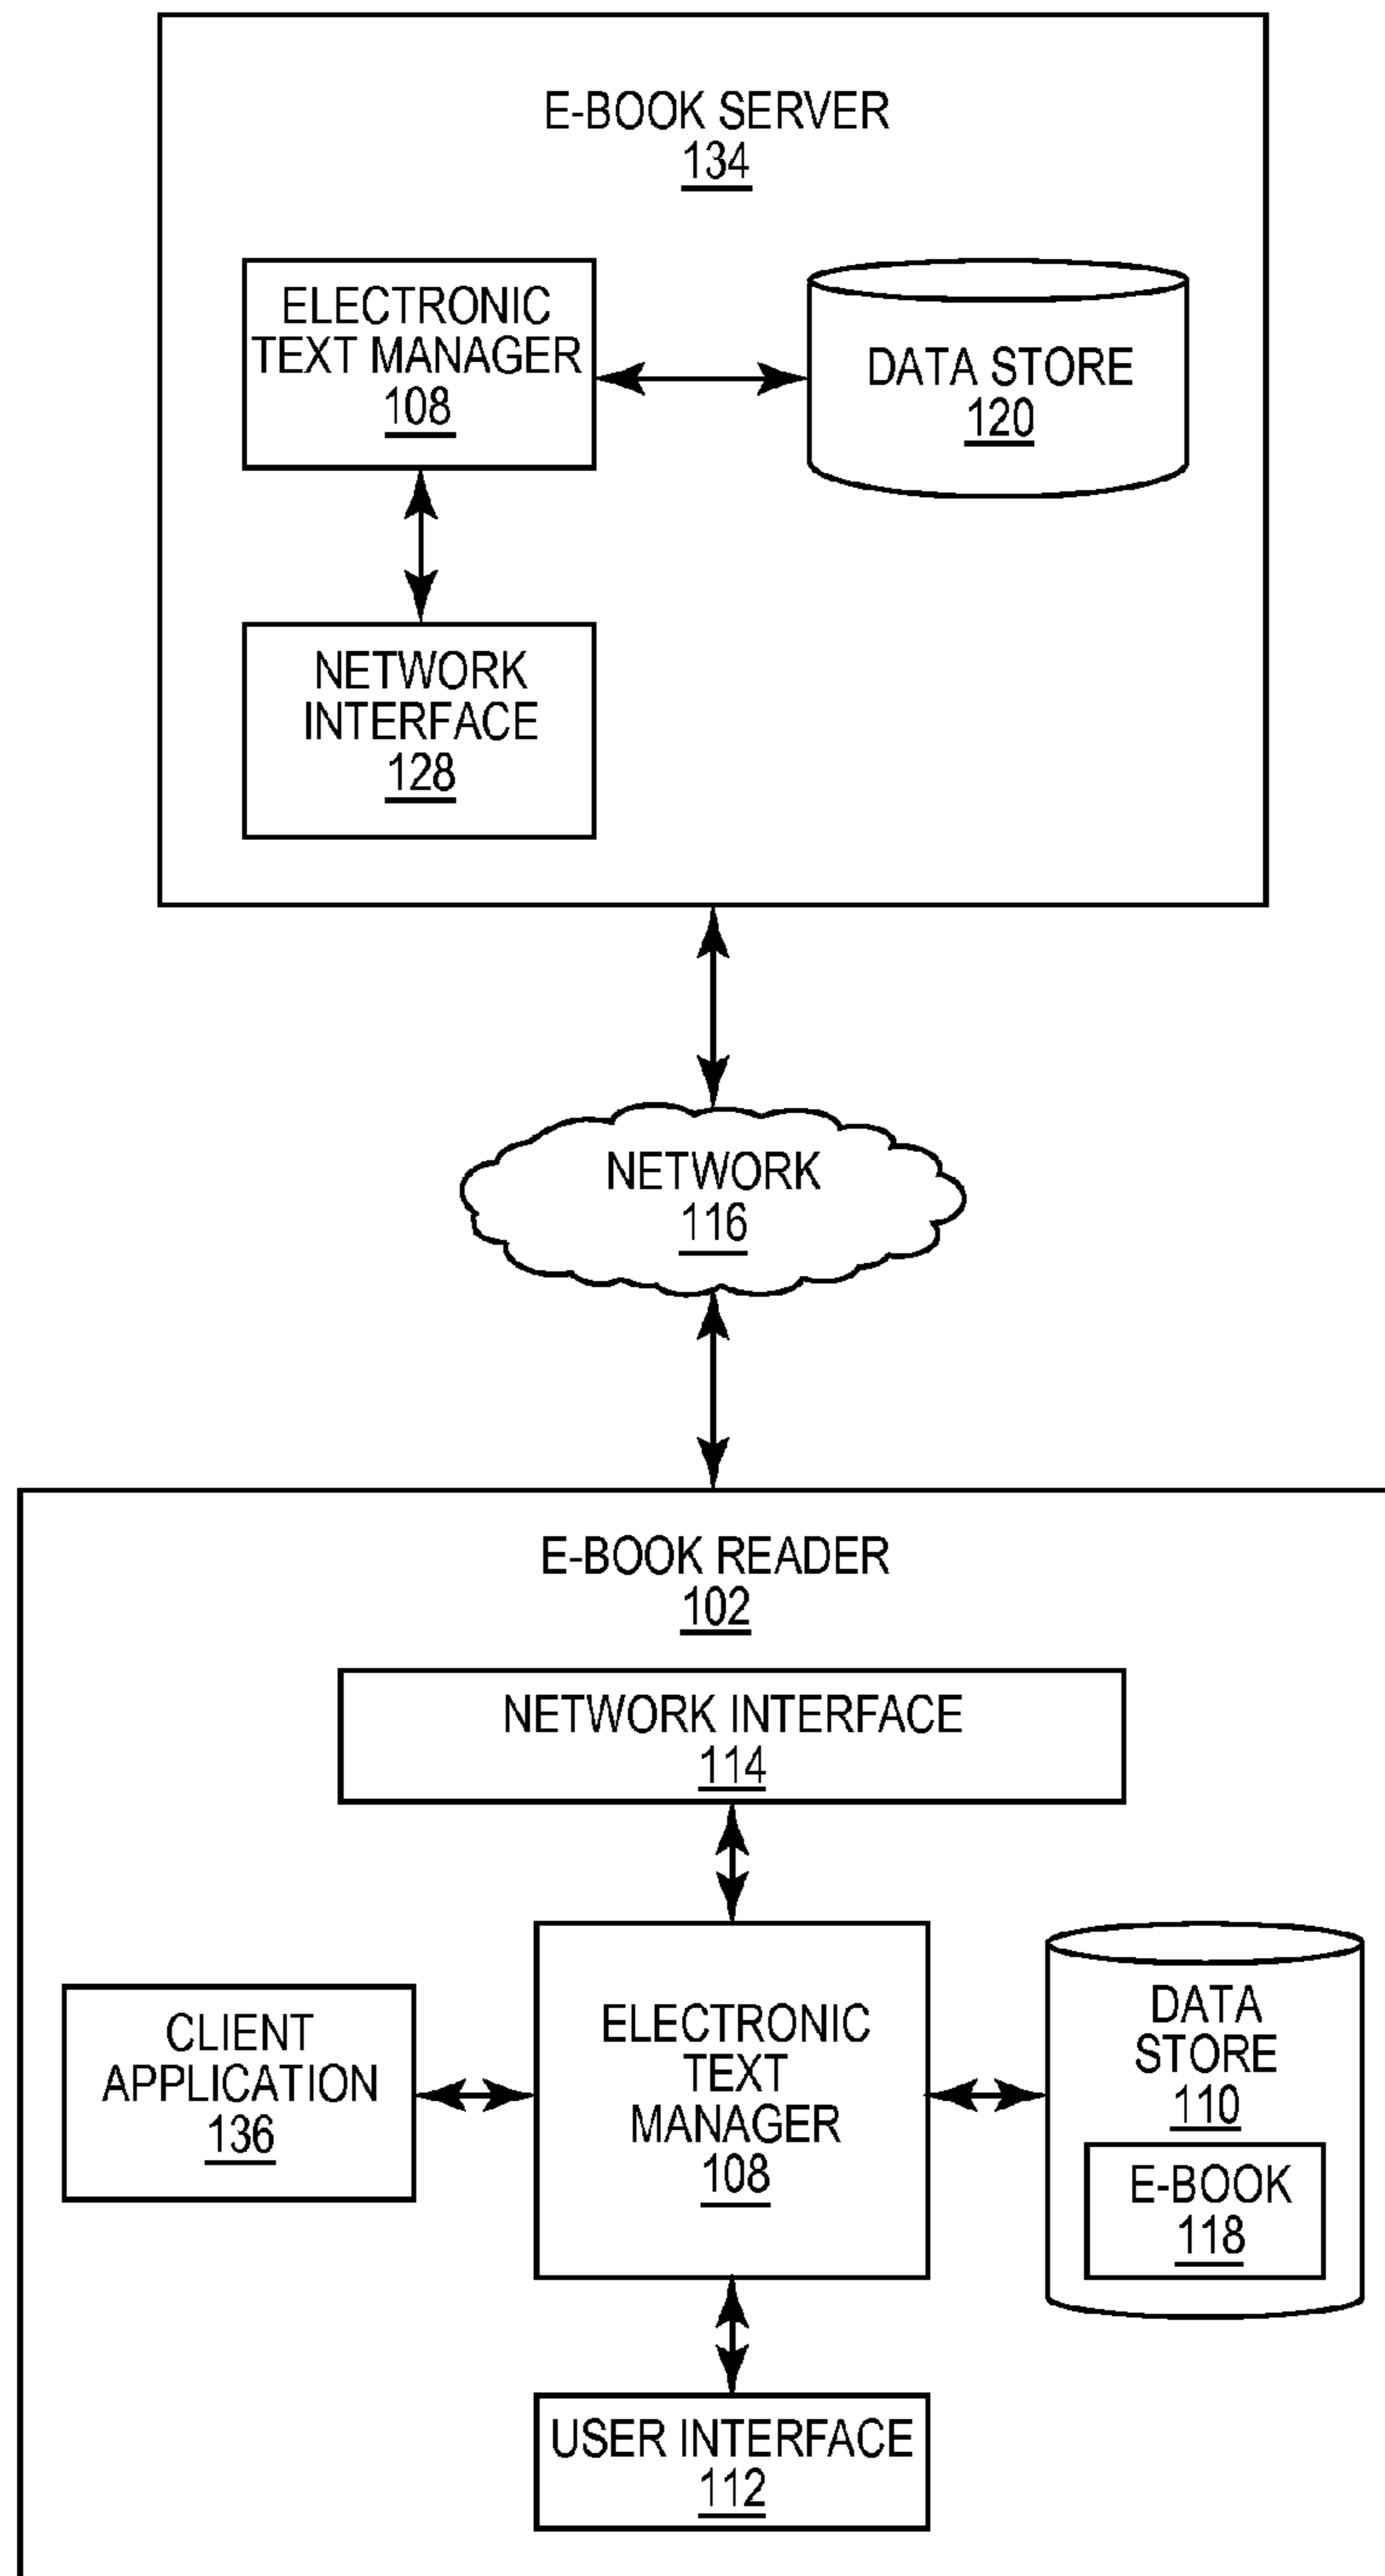 E-BOOK SERVER
134
ELECTRONIC
TEXT MANAGER
108
DATA STORE
120
NETWORK
INTERFACE
128
NETWORK
116
E-BOOK READER
102
NETWORK INTERFACE
114
CLIENT
APPLICATION
136
ELECTRONIC
TEXT
MANAGER
108
DATA
STORE
110
E-BOOK
118
USER INTERFACE
112